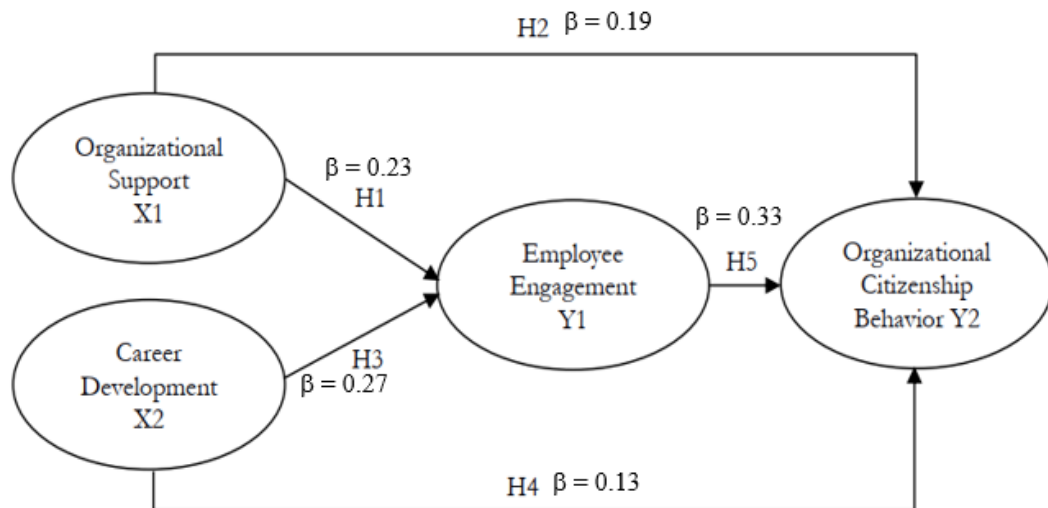 H2 β = 0.19
Organizational
Support
X1
β = 0.23
H1
Employee
Engagement
Y1
β = 0.33
H5
Organizational
Citizenship
Behavior Y2
Career
Development
X2
H3
β = 0.27
H4 β = 0.13